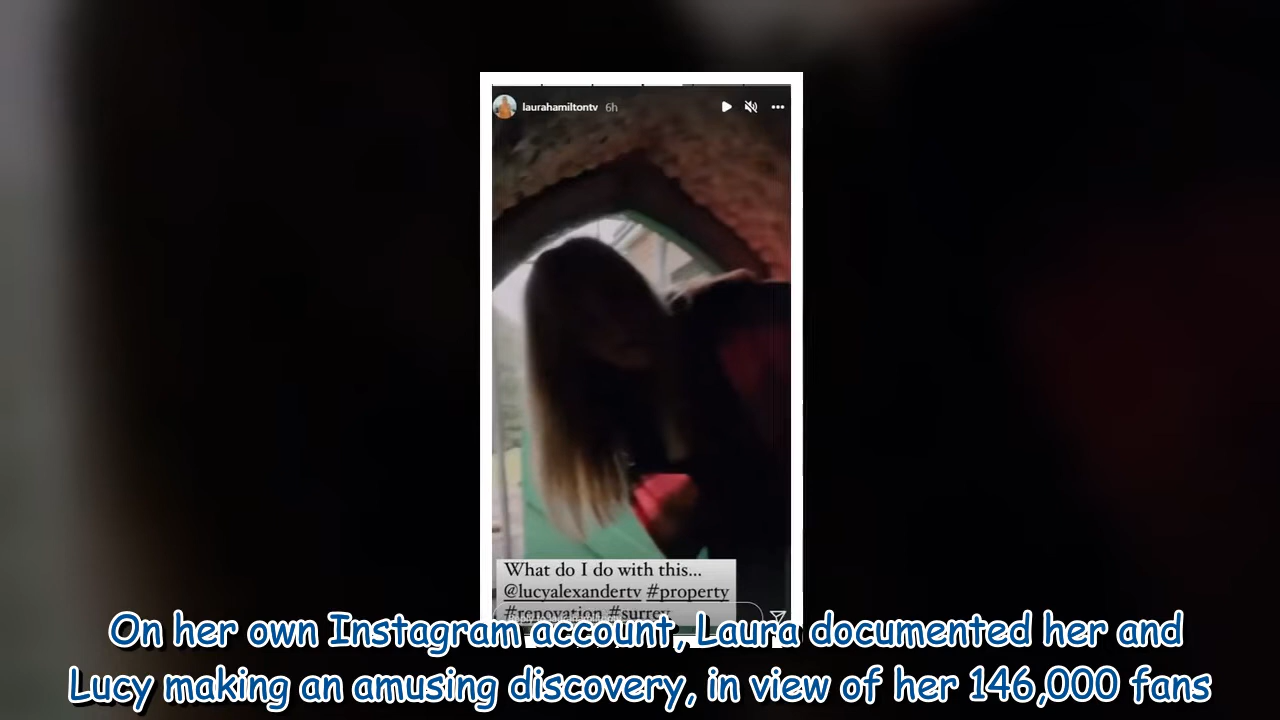 laurahamiltontv 6h
What do I do with this...
@lucyalexandertv #property
#renovation #surrey
On her own Instagram account, Laura documented her and
Lucy making an amusing discovery, in view of her 146,000 fans